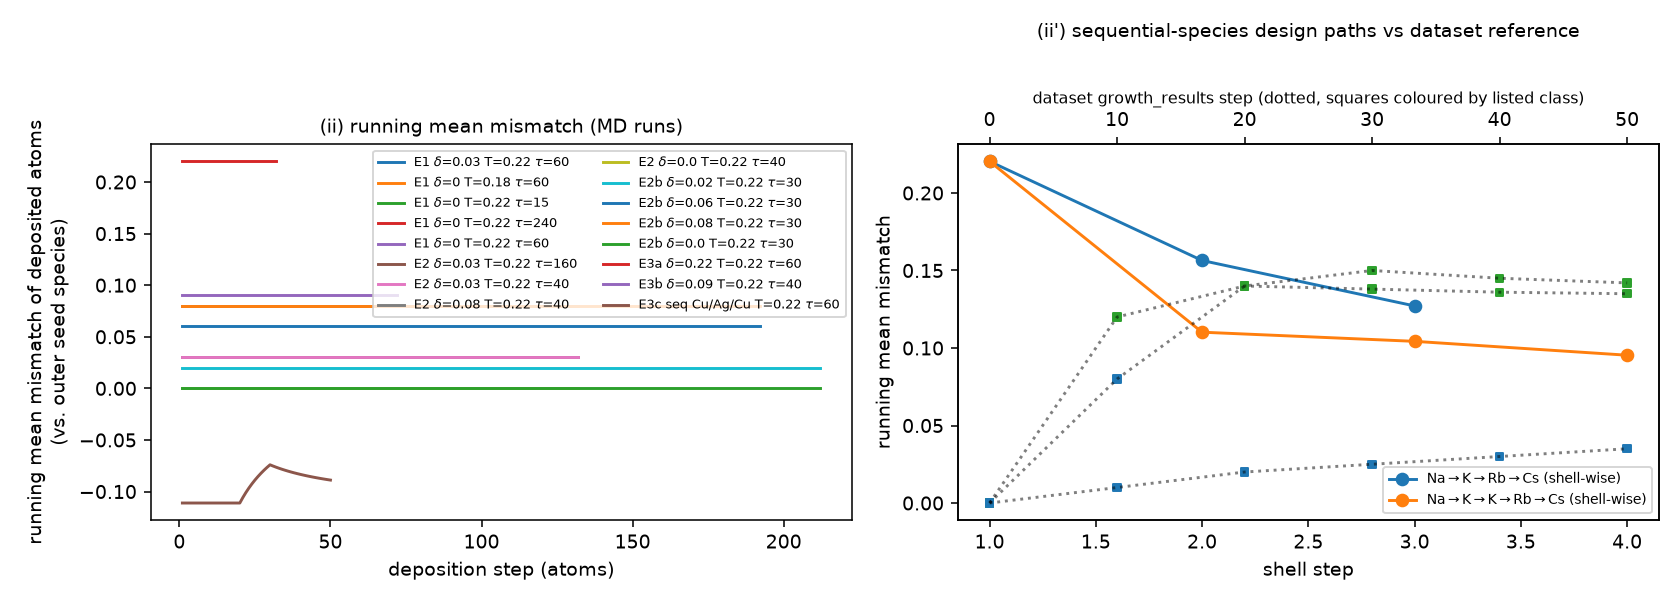 (ii) running mean mismatch (MD runs)
running mean mismatch of deposited atoms
(vs. outer seed species)
0.20
0.15
0.10
0.05
0.00
−0.05
−0.10
E1 δ=0.03 T=0.22 τ=60
E1 δ=0 T=0.18 τ=60
E1 δ=0 T=0.22 τ=15
E1 δ=0 T=0.22 τ=240
E1 δ=0 T=0.22 τ=60
E2 δ=0.03 T=0.22 τ=160
E2 δ=0.03 T=0.22 τ=40
E2 δ=0.08 T=0.22 τ=40
E2 δ=0.0 T=0.22 τ=40
E2b δ=0.02 T=0.22 τ=30
E2b δ=0.06 T=0.22 τ=30
E2b δ=0.08 T=0.22 τ=30
E2b δ=0.0 T=0.22 τ=30
E3a δ=0.22 T=0.22 τ=60
E3b δ=0.09 T=0.22 τ=40
E3c seq Cu/Ag/Cu T=0.22 τ=60
0 50 100 150 200
deposition step (atoms)
(ii') sequential-species design paths vs dataset reference
dataset growth_results step (dotted, squares coloured by listed class)
0 10 20 30 40 50
running mean mismatch
0.20
0.15
0.10
0.05
0.00
Na→K→Rb→Cs (shell-wise)
Na→K→K→Rb→Cs (shell-wise)
1.0 1.5 2.0 2.5 3.0 3.5 4.0
shell step